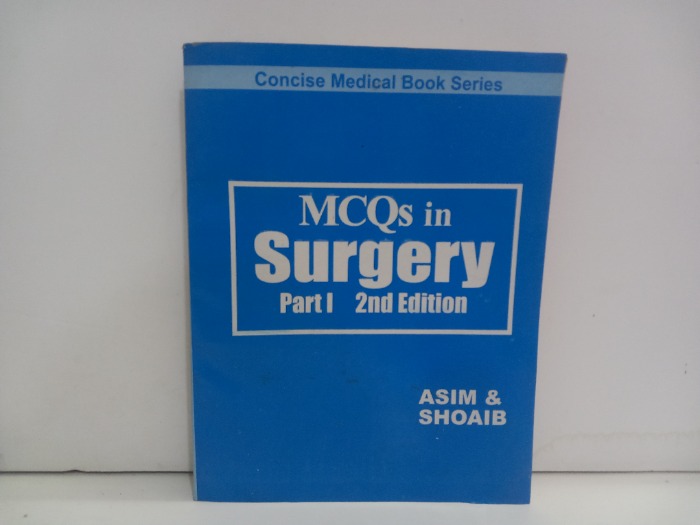 Concise Medical Book Series
MCQs in
Surgery
Part I 2nd Edition
ASIM &
SHOAIB